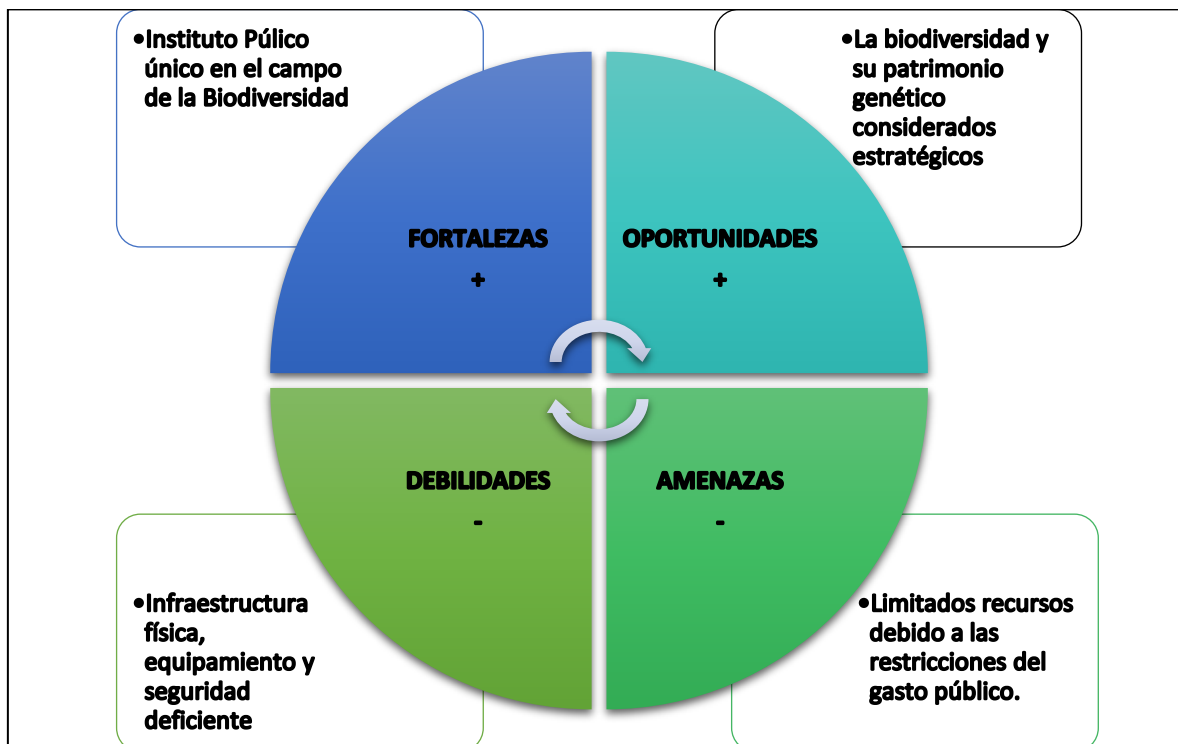 •Instituto Púlico
único en el campo
de la Biodiversidad
•La biodiversidad y
su patrimonio
genético
considerados
estratégicos
FORTALEZAS
+
OPORTUNIDADES
+
DEBILIDADES
-
AMENAZAS
-
•Infraestructura
física,
equipamiento y
seguridad
deficiente
•Limitados recursos
debido a las
restricciones del
gasto público.